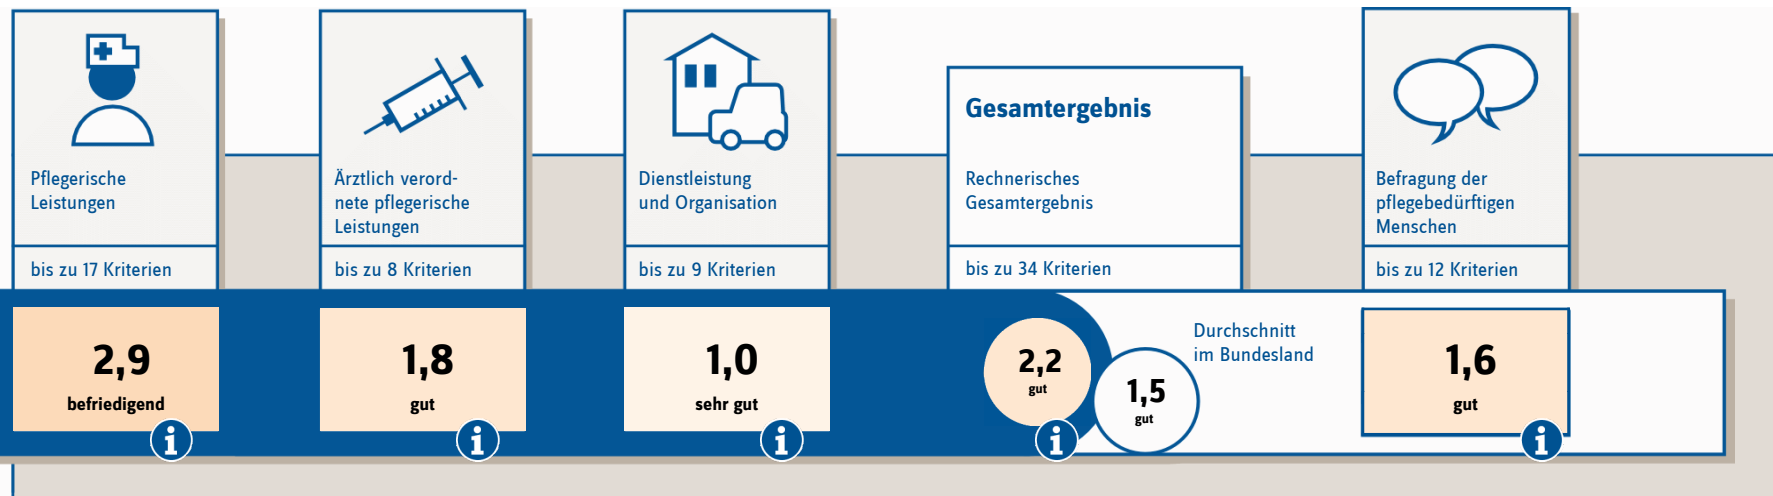 Pflegerische
Leistungen
bis zu 17 Kriterien
2,9
befriedigend
i
Ärztlich verord-
nete pflegerische
Leistungen
bis zu 8 Kriterien
1,8
gut
i
Dienstleistung
und Organisation
bis zu 9 Kriterien
1,0
sehr gut
i
Gesamtergebnis
Rechnerisches
Gesamtergebnis
bis zu 34 Kriterien
2,2
gut
i
1,5
gut
Durchschnitt
im Bundesland
Befragung der
pflegebedürftigen
Menschen
bis zu 12 Kriterien
1,6
gut
i